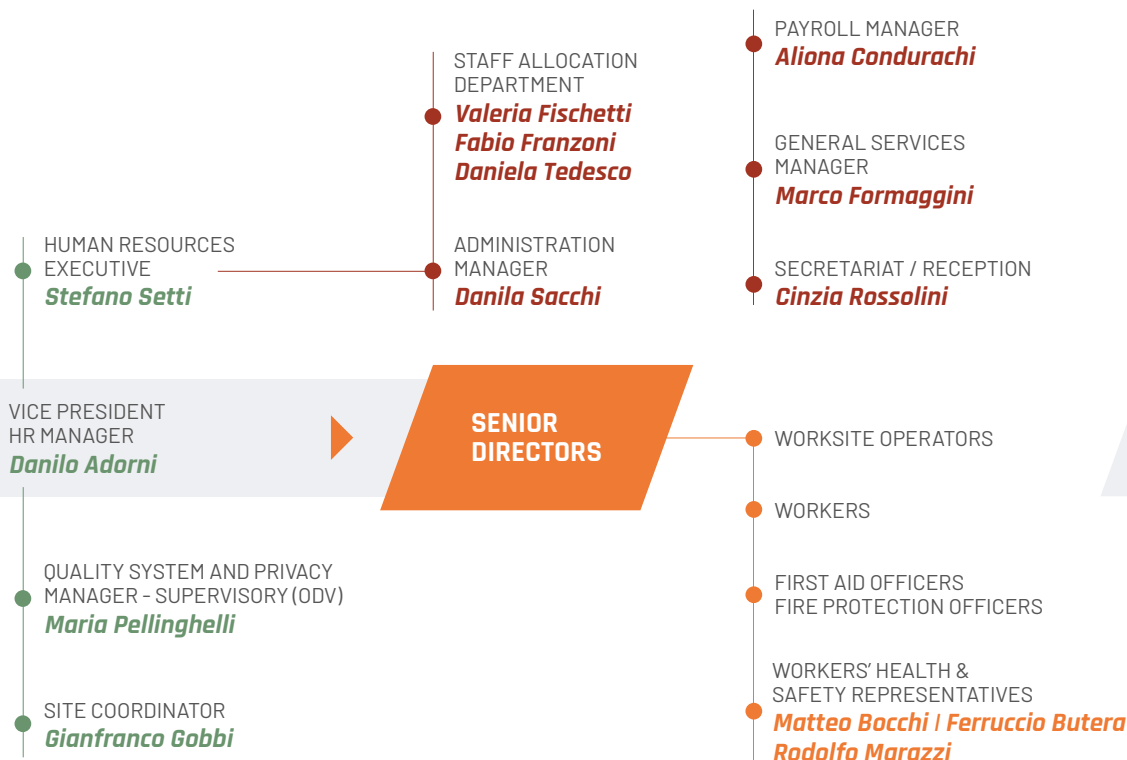 PAYROLL MANAGER
Aliona Condurachi
STAFF ALLOCATION
DEPARTMENT
Valeria Fischetti
Fabio Franzoni
Daniela Tedesco
GENERAL SERVICES
MANAGER
Marco Formaggini
HUMAN RESOURCES
EXECUTIVE
Stefano Setti
ADMINISTRATION
MANAGER
Danila Sacchi
SECRETARIAT / RECEPTION
Cinzia Rossolini
VICE PRESIDENT
HR MANAGER
Danilo Adorni
SENIOR
DIRECTORS
WORKSITE OPERATORS
WORKERS
QUALITY SYSTEM AND PRIVACY
MANAGER - SUPERVISORY (ODV)
Maria Pellinghelli
FIRST AID OFFICERS
FIRE PROTECTION OFFICERS
SITE COORDINATOR
Gianfranco Gobbi
WORKERS' HEALTH &
SAFETY REPRESENTATIVES
Matteo Bocchi | Ferruccio Butera
Rodolfo Marazzi